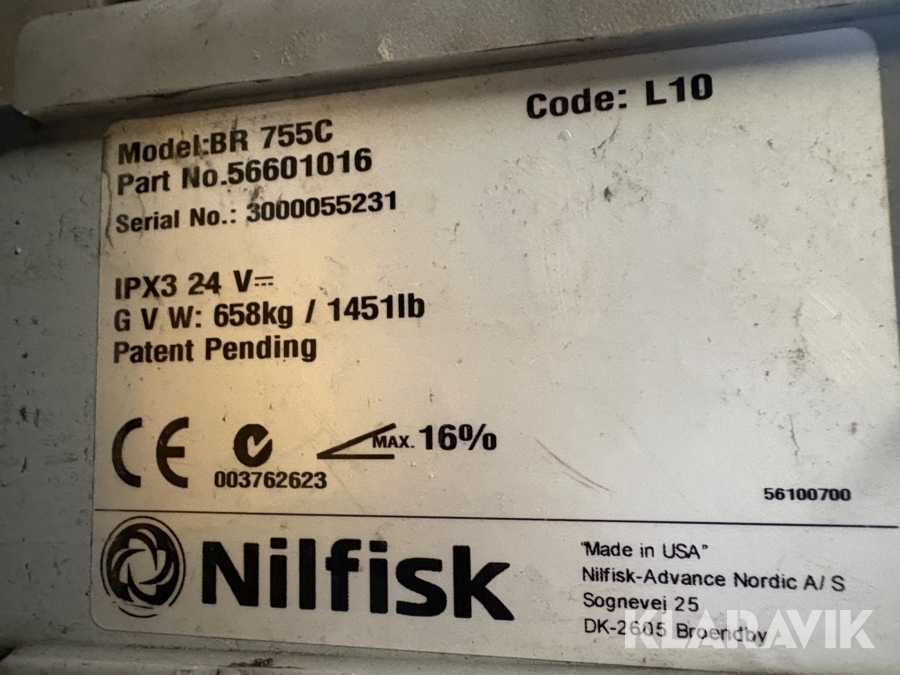 Code: L10
Model:BR 755C
Part No.56601016
Serial No.: 3000055231
IPX3 24 V⎓
G V W: 658kg / 1451lb
Patent Pending
CE
MAX. 16%
003762623
56100700
Nilfisk
"Made in USA"
Nilfisk-Advance Nordic A/S
Sognevej 25
DK-2605 Broendby
KLARAVIK